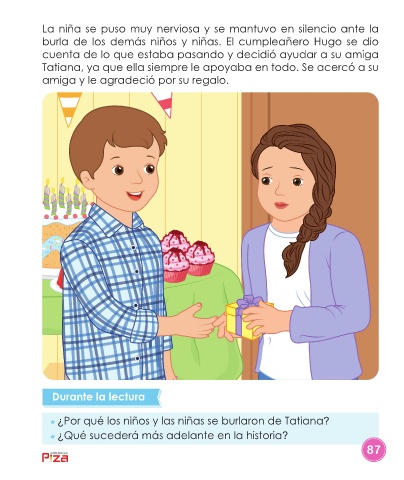 La niña se puso muy nerviosa y se mantuvo en silencio ante la
burla de los demás niños y niñas. El cumpleañero Hugo se dio
cuenta de lo que estaba pasando y decidió ayudar a su amiga
Tatiana, ya que ella siempre le apoyaba en todo. Se acercó a su
amiga y le agradeció por su regalo.
Durante la lectura
¿Por qué los niños y las niñas se burlaron de Tatiana?
¿Qué sucederá más adelante en la historia?
87